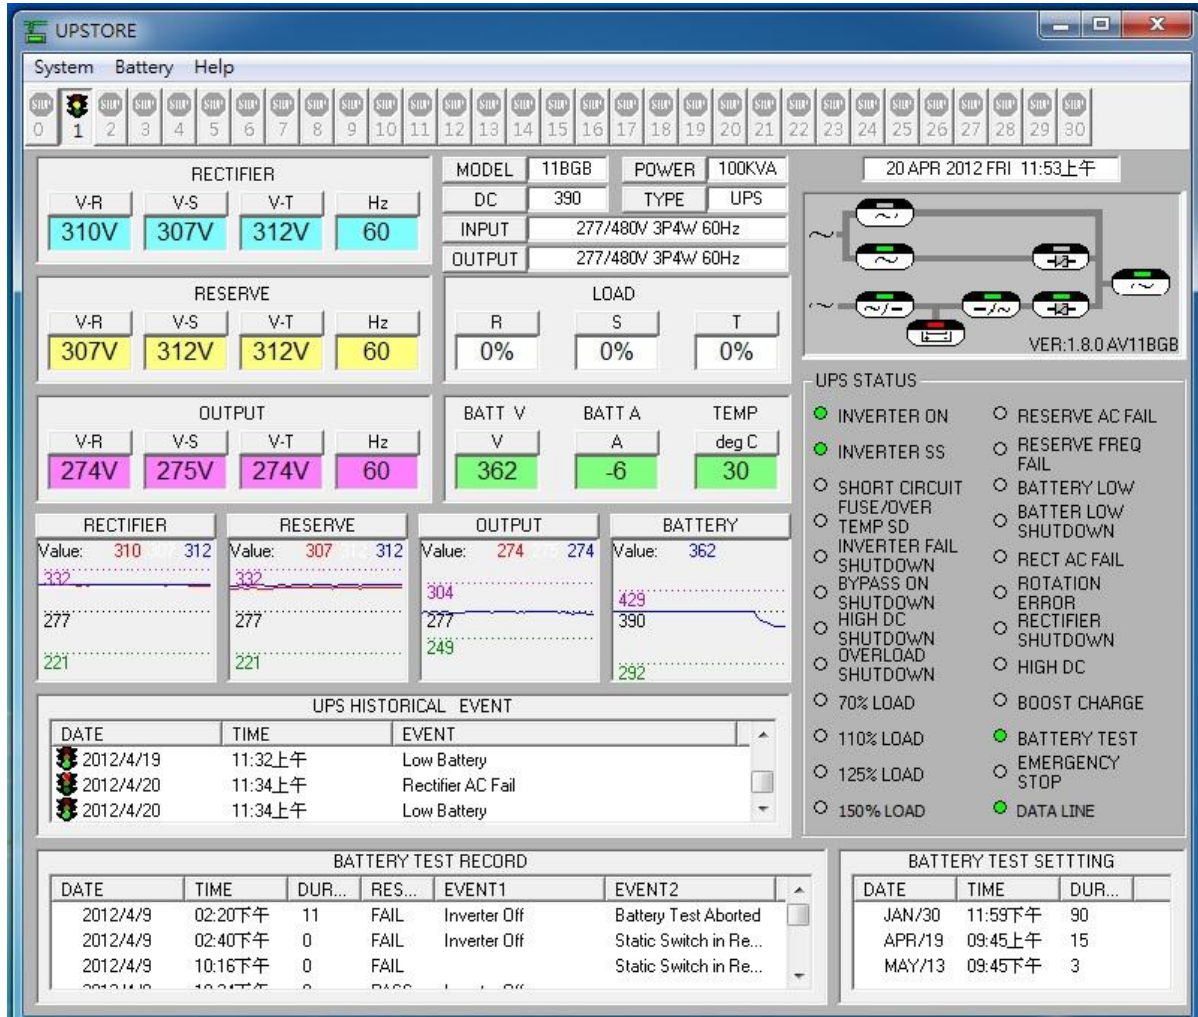 UPSTORE
System Battery Help
0 1 2 3 4 5 6 7 8 9 10 11 12 13 14 15 16 17 18 19 20 21 22 23 24 25 26 27 28 29 30
RECTIFIER
V-R V-S V-T Hz
310V 307V 312V 60
MODEL 11BGB POWER 100KVA
DC 390 TYPE UPS
INPUT 277/480V 3P4W 60Hz
OUTPUT 277/480V 3P4W 60Hz
20 APR 2012 FRI 11:53上午
VER:1.8.0 AV11BGB
RESERVE
V-R V-S V-T Hz
307V 312V 312V 60
LOAD
R S T
0% 0% 0%
OUTPUT
V-R V-S V-T Hz
274V 275V 274V 60
BATT V BATT A TEMP
V A deg C
362 -6 30
UPS STATUS
INVERTER ON
INVERTER SS
SHORT CIRCUIT
FUSE/OVER
TEMP SD
INVERTER FAIL
SHUTDOWN
BYPASS ON
SHUTDOWN
HIGH DC
SHUTDOWN
OVERLOAD
SHUTDOWN
70% LOAD
110% LOAD
125% LOAD
150% LOAD
RESERVE AC FAIL
RESERVE FREQ
FAIL
BATTERY LOW
BATTER LOW
SHUTDOWN
RECT AC FAIL
ROTATION
ERROR
RECTIFIER
SHUTDOWN
HIGH DC
BOOST CHARGE
BATTERY TEST
EMERGENCY
STOP
DATA LINE
RECTIFIER
Value: 310 307 312
332
277
221
RESERVE
Value: 307 312 312
332
277
221
OUTPUT
Value: 274 275 274
304
277
249
BATTERY
Value: 362
429
390
292
UPS HISTORICAL EVENT
DATE TIME EVENT
2012/4/19 11:32上午 Low Battery
2012/4/20 11:34上午 Rectifier AC Fail
2012/4/20 11:34上午 Low Battery
BATTERY TEST RECORD
DATE TIME DUR... RES... EVENT1 EVENT2
2012/4/9 02:20下午 11 FAIL Inverter Off Battery Test Aborted
2012/4/9 02:40下午 0 FAIL Inverter Off Static Switch in Re...
2012/4/9 10:16下午 0 FAIL Static Switch in Re...
BATTERY TEST SETTTING
DATE TIME DUR...
JAN/30 11:59下午 90
APR/19 09:45上午 15
MAY/13 09:45下午 3